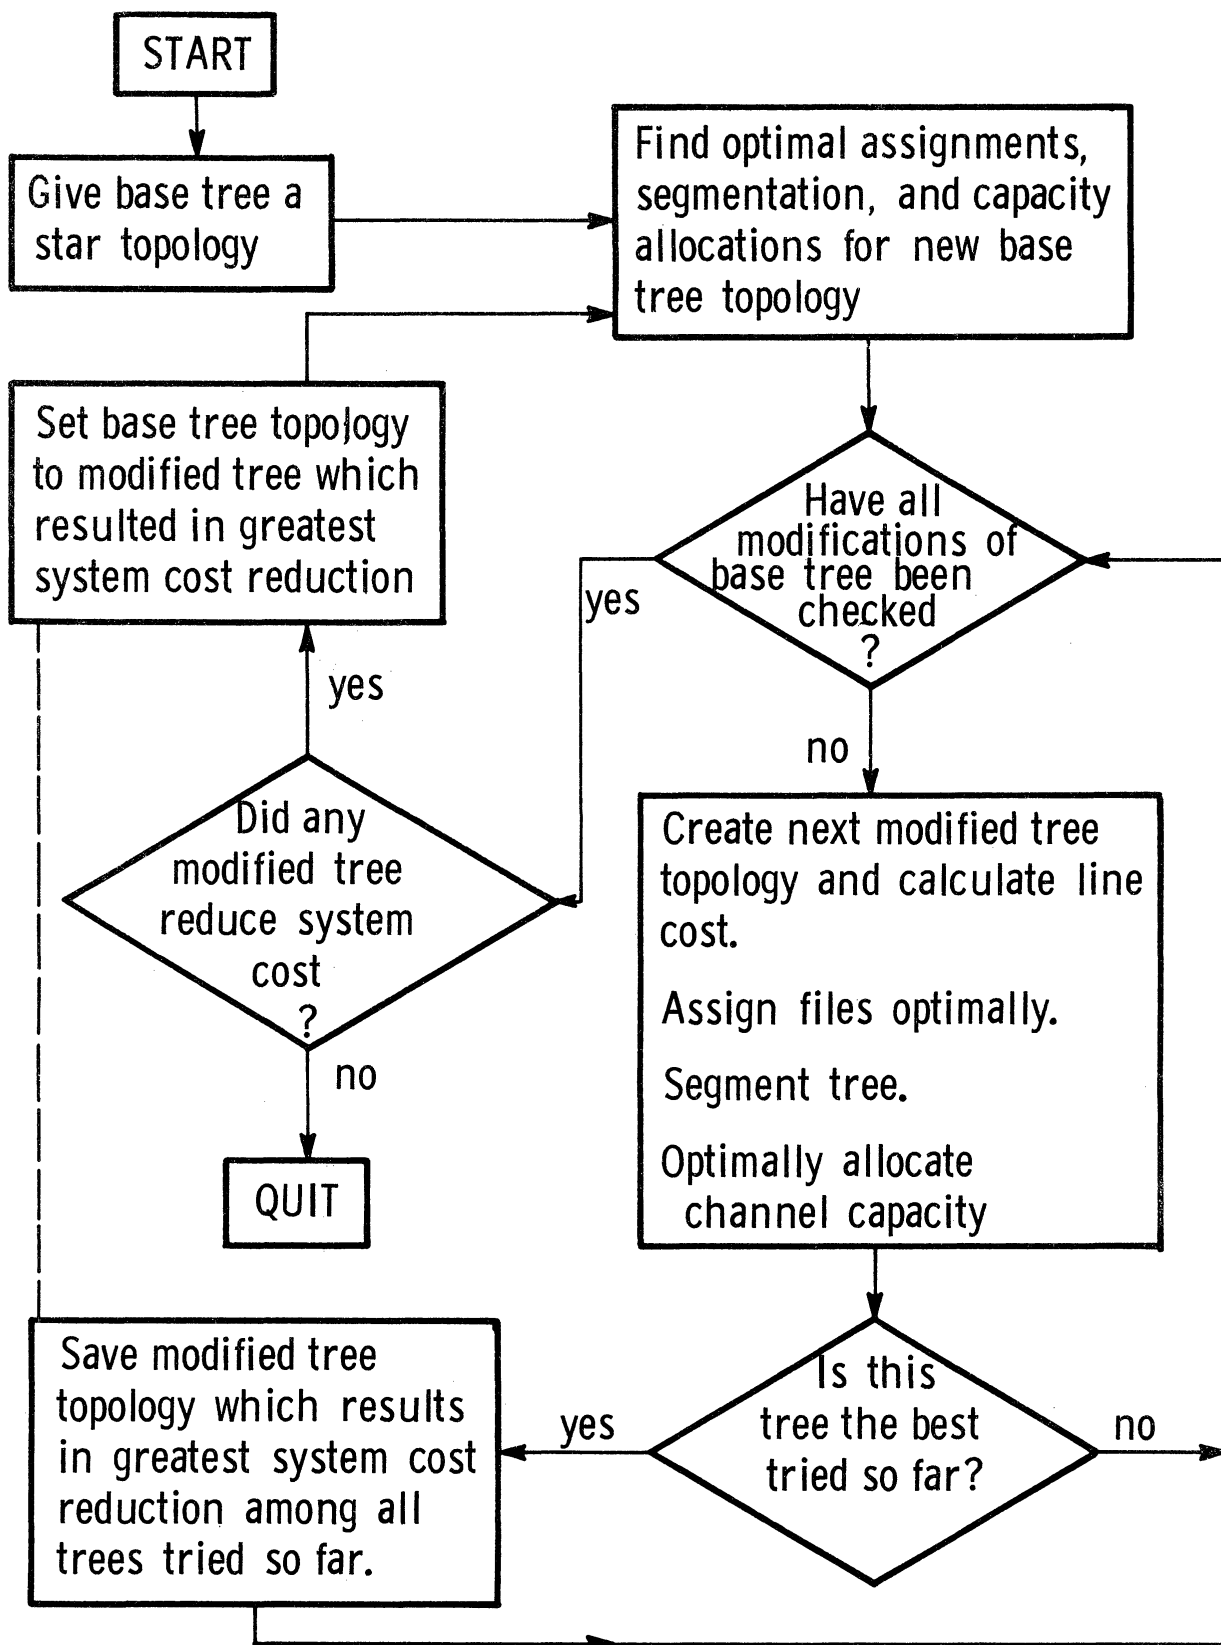 START
Give base tree a
star topology
Find optimal assignments,
segmentation, and capacity
allocations for new base
tree topology
Set base tree topology
to modified tree which
resulted in greatest
system cost reduction
Have all
modifications of
base tree been
checked
?
yes
yes
no
Did any
modified tree
reduce system
cost
?
no
QUIT
Create next modified tree
topology and calculate line
cost.
Assign files optimally.
Segment tree.
Optimally allocate
channel capacity
Is this
tree the best
tried so far?
yes
no
Save modified tree
topology which results
in greatest system cost
reduction among all
trees tried so far.